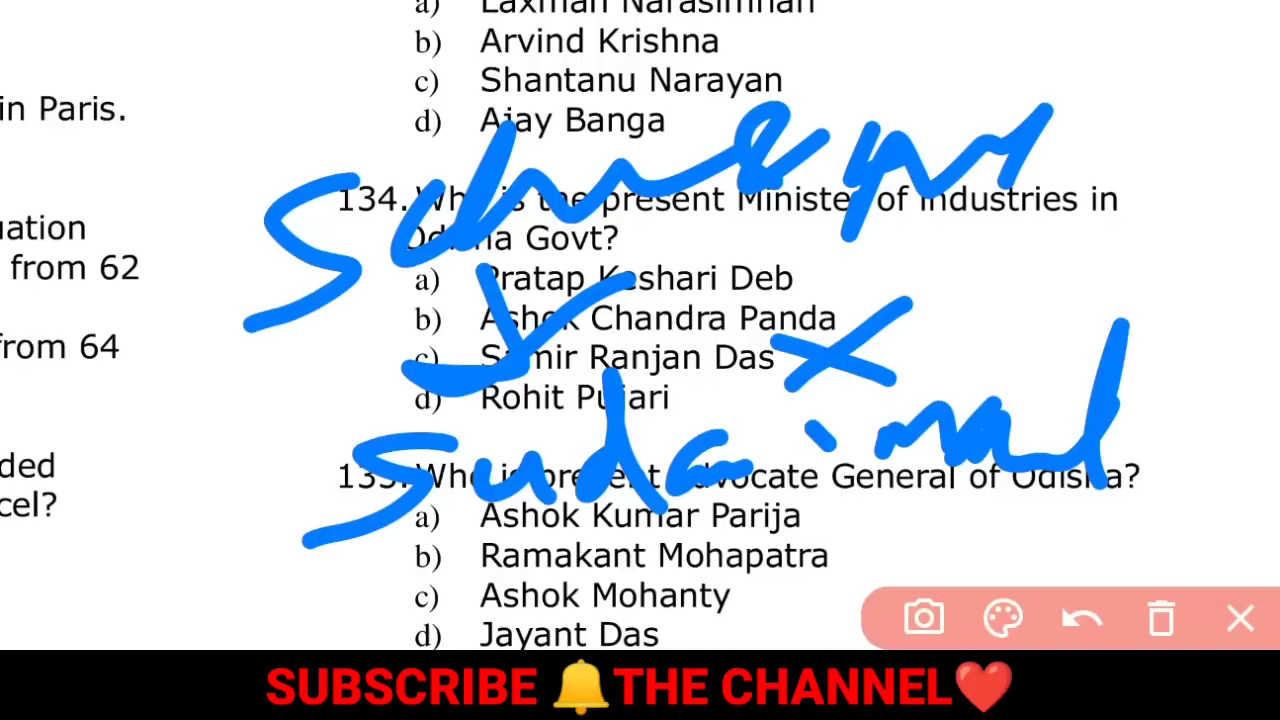 a) Laxman Narasimhan
b) Arvind Krishna
in Paris.
c) Shantanu Narayan
d) Ajay Banga
134. Who is the present Minister of Industries in
uation
Odisha Govt?
from 62
a) Pratap Keshari Deb
b) Ashok Chandra Panda
from 64
c) Samir Ranjan Das
d) Rohit Pujari
ded
135. Who is present Advocate General of Odisha?
cel?
a) Ashok Kumar Parija
b) Ramakant Mohapatra
c) Ashok Mohanty
d) Jayant Das
SUBSCRIBE 🔔THE CHANNEL❤️